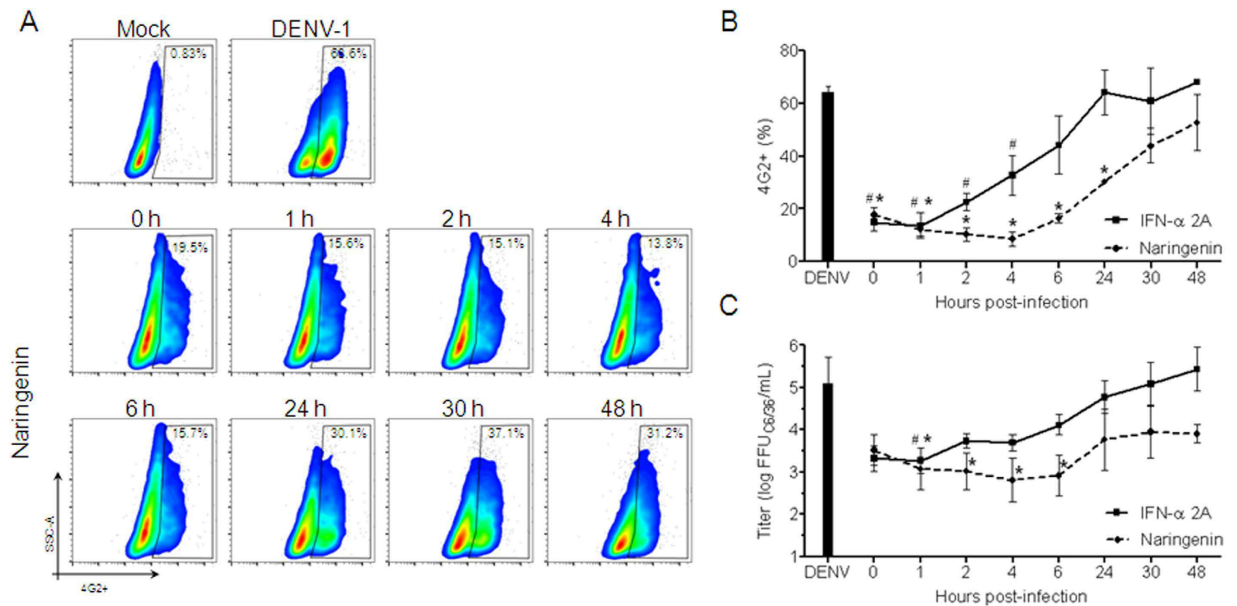 A
Mock
DENV-1
0.83%
66.6%
0 h
1 h
2 h
4 h
19.5%
15.6%
15.1%
13.8%
Naringenin
6 h
24 h
30 h
48 h
15.7%
30.1%
37.1%
31.2%
SSC-A
4G2+
B
4G2+ (%)
80
60
40
20
0
# *
# *
#
*
#
*
*
*
IFN-α 2A
Naringenin
DENV
0
1
2
4
6
24
30
48
Hours post-infection
C
Titer (log FFU C6/36/mL)
6
5
4
3
2
1
# *
*
*
*
IFN-α 2A
Naringenin
DENV
0
1
2
4
6
24
30
48
Hours post-infection